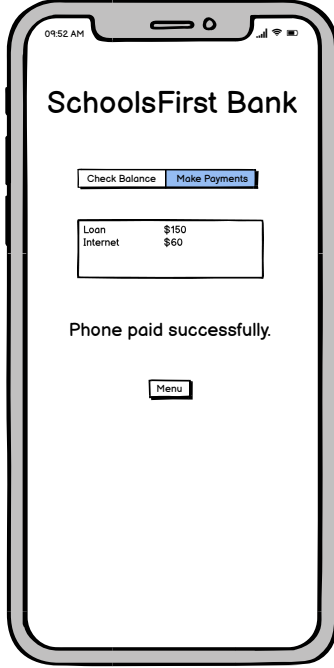 09:52 AM
SchoolsFirst Bank
Check Balance Make Payments
Loan $150
Internet $60
Phone paid successfully.
Menu